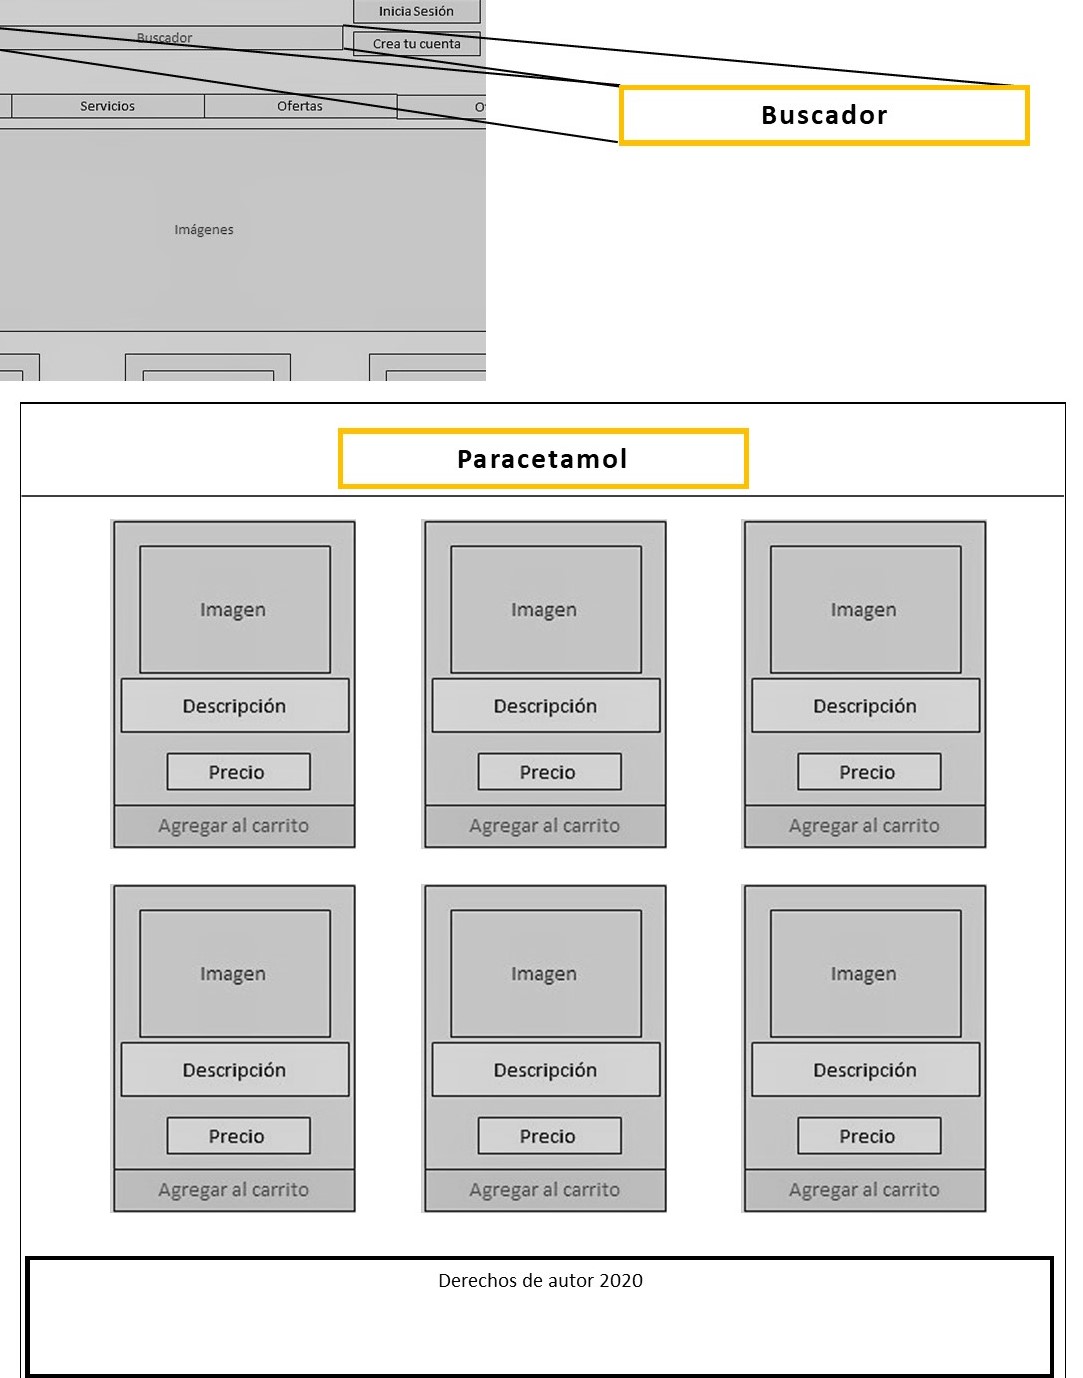 Inicia Sesión
Buscador
Crea tu cuenta
Buscador
Servicios
Ofertas
Imágenes
Paracetamol
Imagen
Imagen
Imagen
Descripción
Descripción
Descripción
Precio
Precio
Precio
Agregar al carrito
Agregar al carrito
Agregar al carrito
Imagen
Imagen
Imagen
Descripción
Descripción
Descripción
Precio
Precio
Precio
Agregar al carrito
Agregar al carrito
Agregar al carrito
Derechos de autor 2020